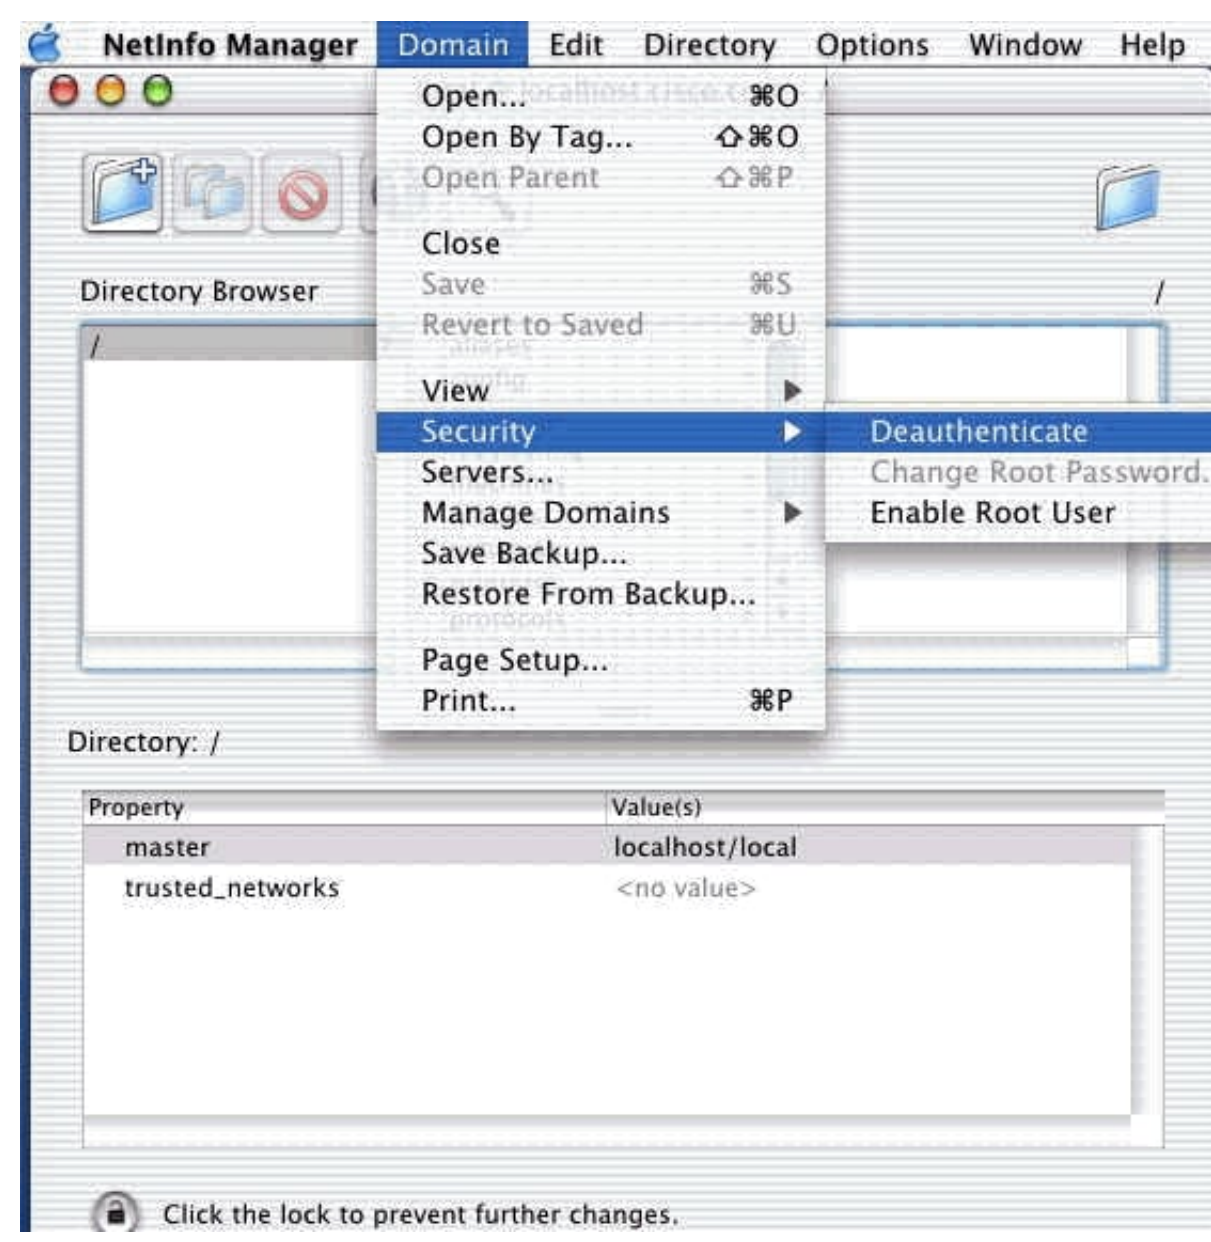 NetInfo Manager Domain Edit Directory Options Window Help
Open... ⌘O
Open By Tag... ⇧⌘O
Open Parent ⇧⌘P
Close
Save ⌘S
Revert to Saved ⌘U
View
Security
Servers...
Manage Domains
Save Backup...
Restore From Backup...
Page Setup...
Print... ⌘P
Deauthenticate
Change Root Password.
Enable Root User
Directory Browser
/
/
Directory: /
Property Value(s)
master localhost/local
trusted_networks <no value>
Click the lock to prevent further changes.